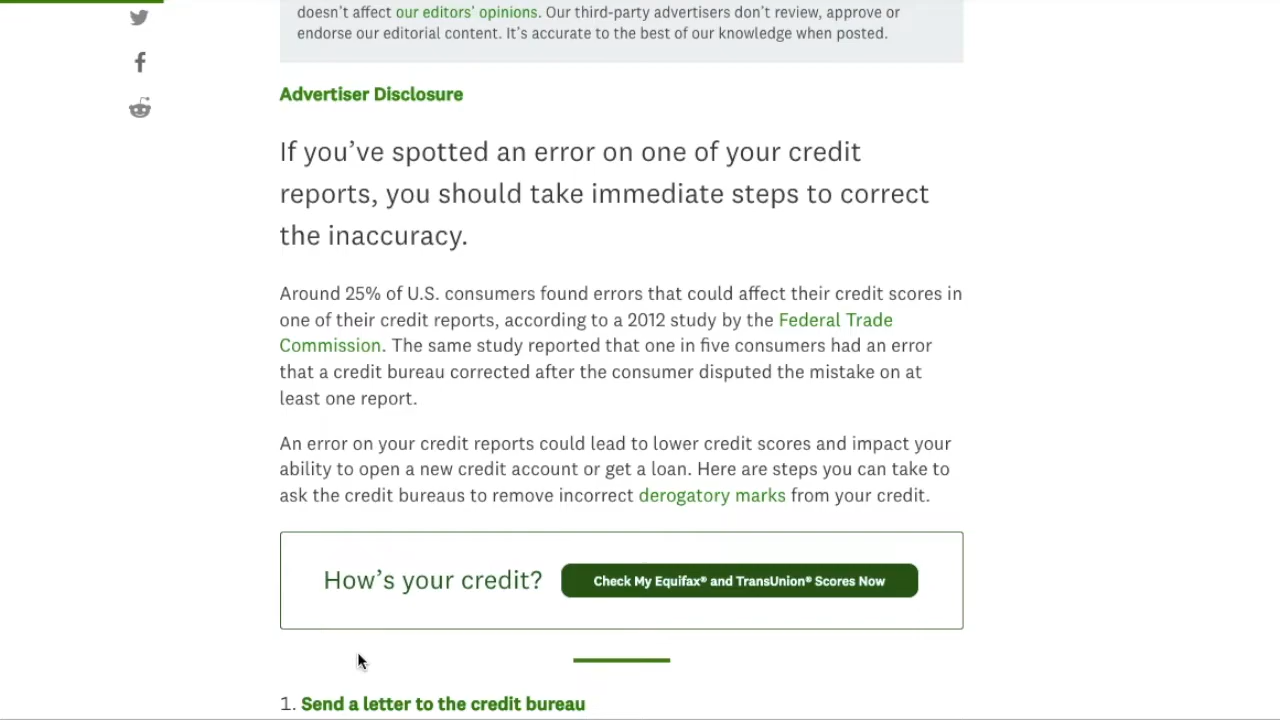 doesn't affect our editors' opinions. Our third-party advertisers don't review, approve or
endorse our editorial content. It's accurate to the best of our knowledge when posted.
Advertiser Disclosure
If you've spotted an error on one of your credit
reports, you should take immediate steps to correct
the inaccuracy.
Around 25% of U.S. consumers found errors that could affect their credit scores in
one of their credit reports, according to a 2012 study by the Federal Trade
Commission. The same study reported that one in five consumers had an error
that a credit bureau corrected after the consumer disputed the mistake on at
least one report.
An error on your credit reports could lead to lower credit scores and impact your
ability to open a new credit account or get a loan. Here are steps you can take to
ask the credit bureaus to remove incorrect derogatory marks from your credit.
How's your credit? Check My Equifax® and TransUnion® Scores Now
1. Send a letter to the credit bureau